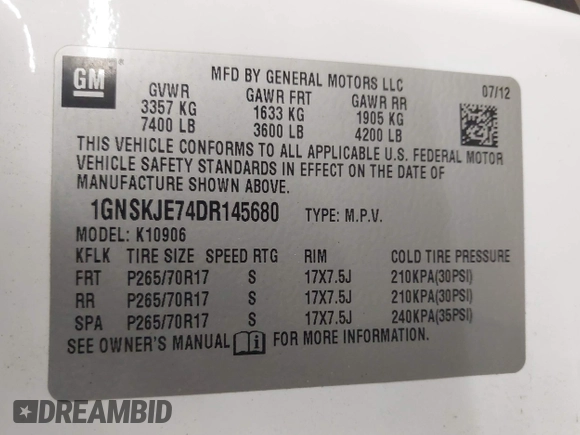 GM
MFD BY GENERAL MOTORS LLC
07/12
GVWR GAWR FRT GAWR RR
3357 KG 1633 KG 1905 KG
7400 LB 3600 LB 4200 LB
THIS VEHICLE CONFORMS TO ALL APPLICABLE U.S. FEDERAL MOTOR
VEHICLE SAFETY STANDARDS IN EFFECT ON THE DATE OF
MANUFACTURE SHOWN ABOVE.
1GNSKJE74DR145680 TYPE: M.P.V.
MODEL: K10906
KFLK TIRE SIZE SPEED RTG RIM COLD TIRE PRESSURE
FRT P265/70R17 S 17X7.5J 210KPA(30PSI)
RR P265/70R17 S 17X7.5J 210KPA(30PSI)
SPA P265/70R17 S 17X7.5J 240KPA(35PSI)
SEE OWNER'S MANUAL FOR MORE INFORMATION.
DREAMBID